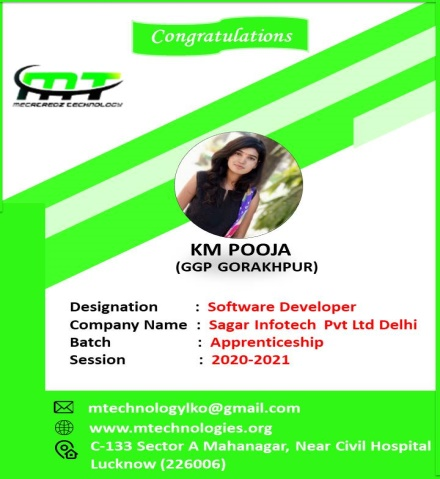 Congratulations
MT
MECATREDZ TECHNOLOGY
KM POOJA
(GGP GORAKHPUR)
Designation : Software Developer
Company Name : Sagar Infotech Pvt Ltd Delhi
Batch : Apprenticeship
Session : 2020-2021
mtechnologylko@gmail.com
www.mtechnologies.org
C-133 Sector A Mahanagar, Near Civil Hospital
Lucknow (226006)